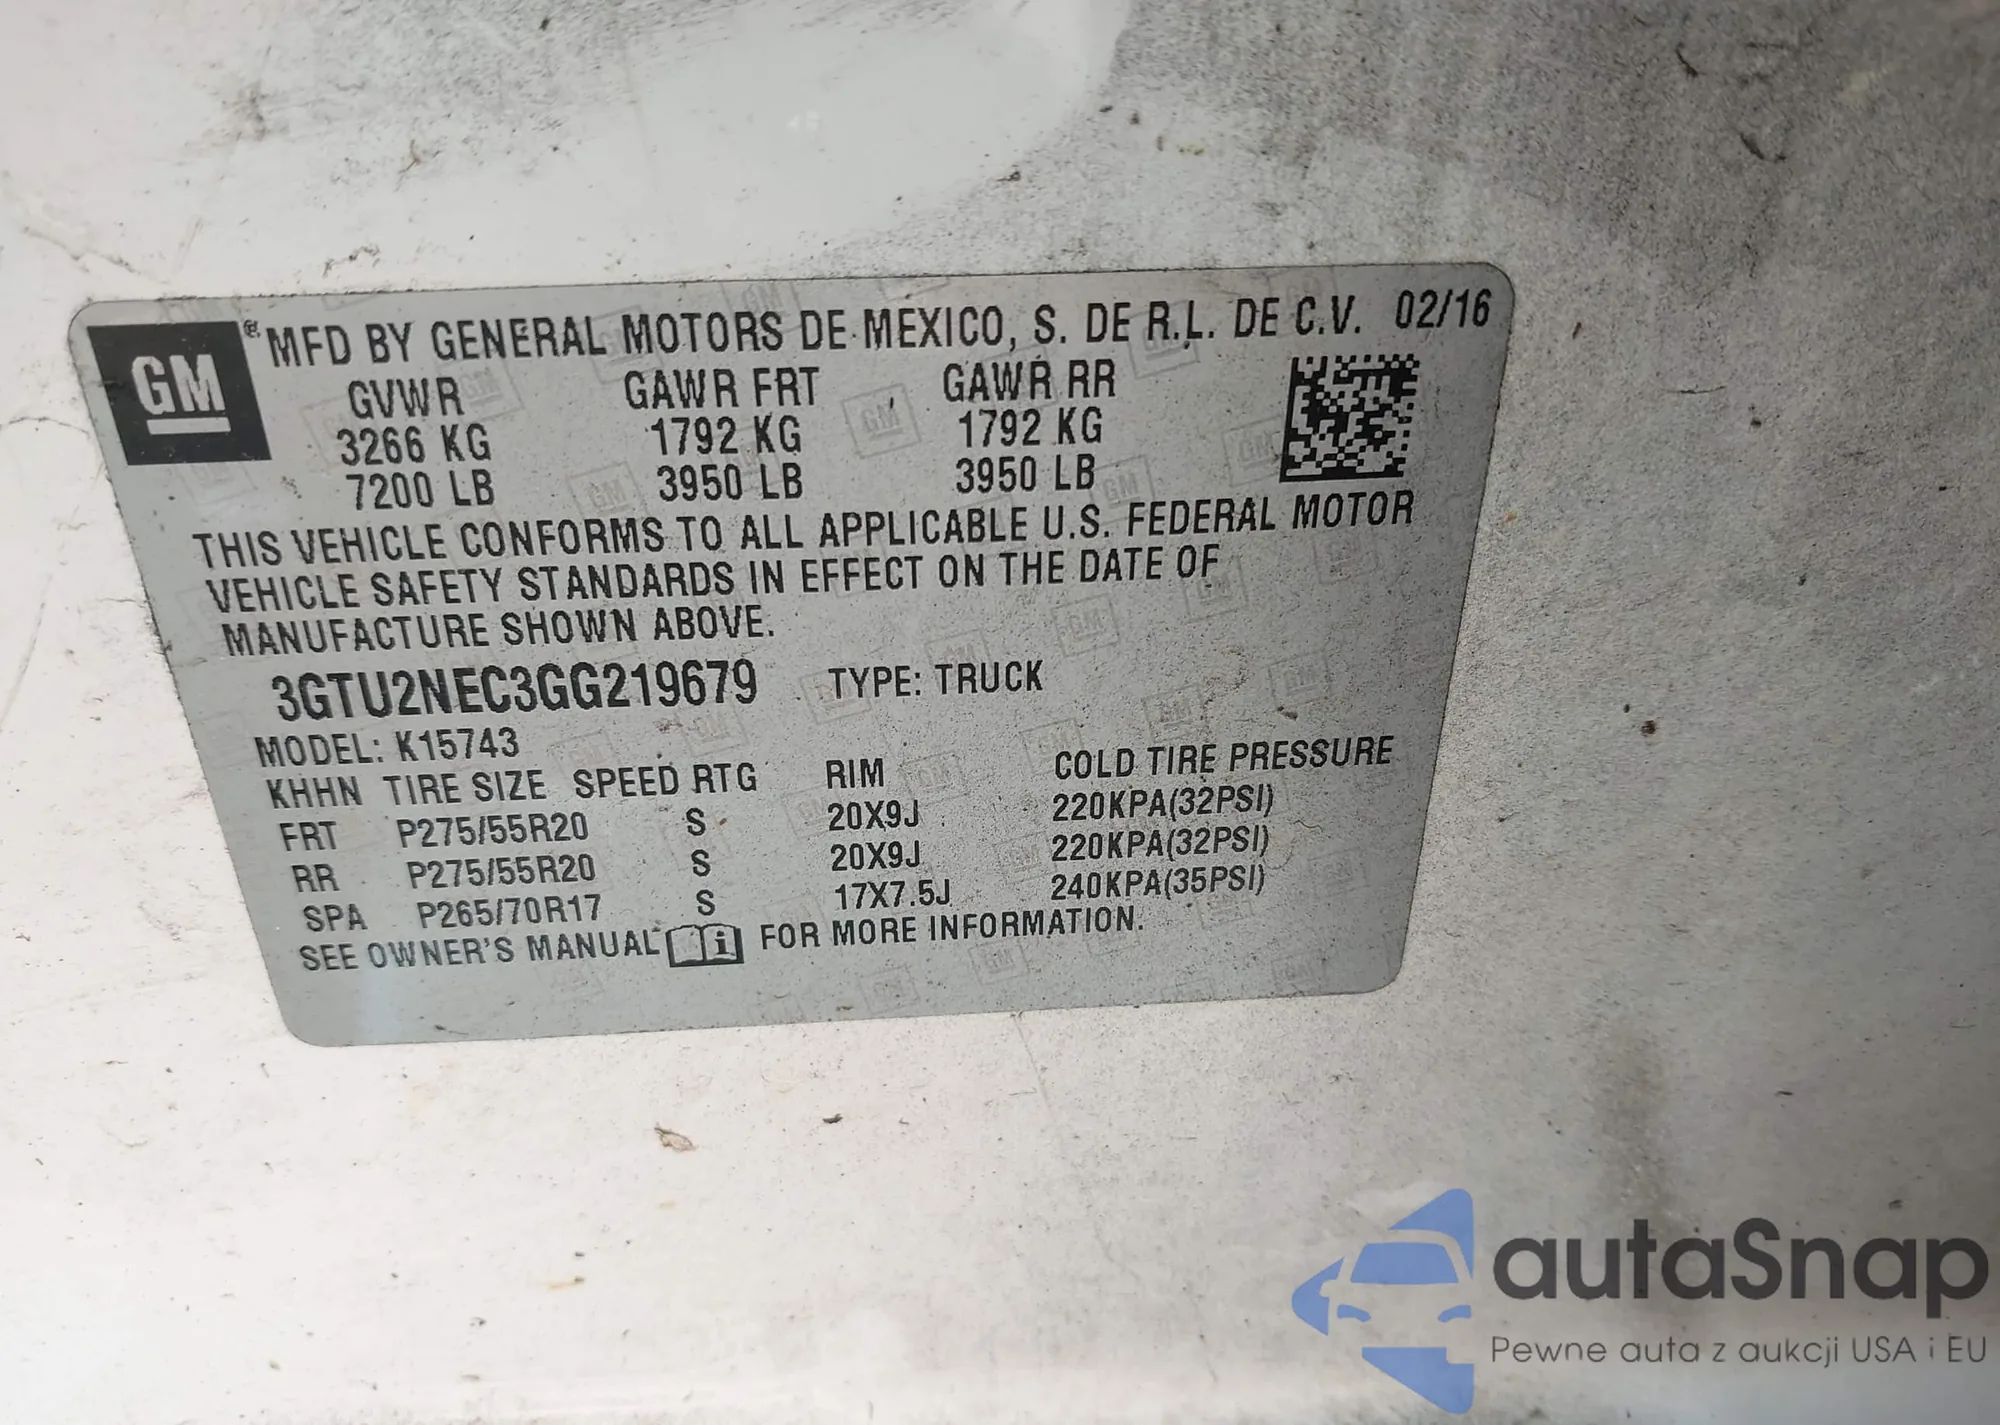 GM
® MFD BY GENERAL MOTORS DE MEXICO, S. DE R.L. DE C.V. 02/16
GVWR GAWR FRT GAWR RR
3266 KG 1792 KG 1792 KG
7200 LB 3950 LB 3950 LB
THIS VEHICLE CONFORMS TO ALL APPLICABLE U.S. FEDERAL MOTOR
VEHICLE SAFETY STANDARDS IN EFFECT ON THE DATE OF
MANUFACTURE SHOWN ABOVE.
3GTU2NEC3GG219679 TYPE: TRUCK
MODEL: K15743
KHHN TIRE SIZE SPEED RTG RIM COLD TIRE PRESSURE
FRT P275/55R20 S 20X9J 220KPA(32PSI)
RR P275/55R20 S 20X9J 220KPA(32PSI)
SPA P265/70R17 S 17X7.5J 240KPA(35PSI)
SEE OWNER'S MANUAL i FOR MORE INFORMATION.
autaSnap
Pewne auta z aukcji USA i EU